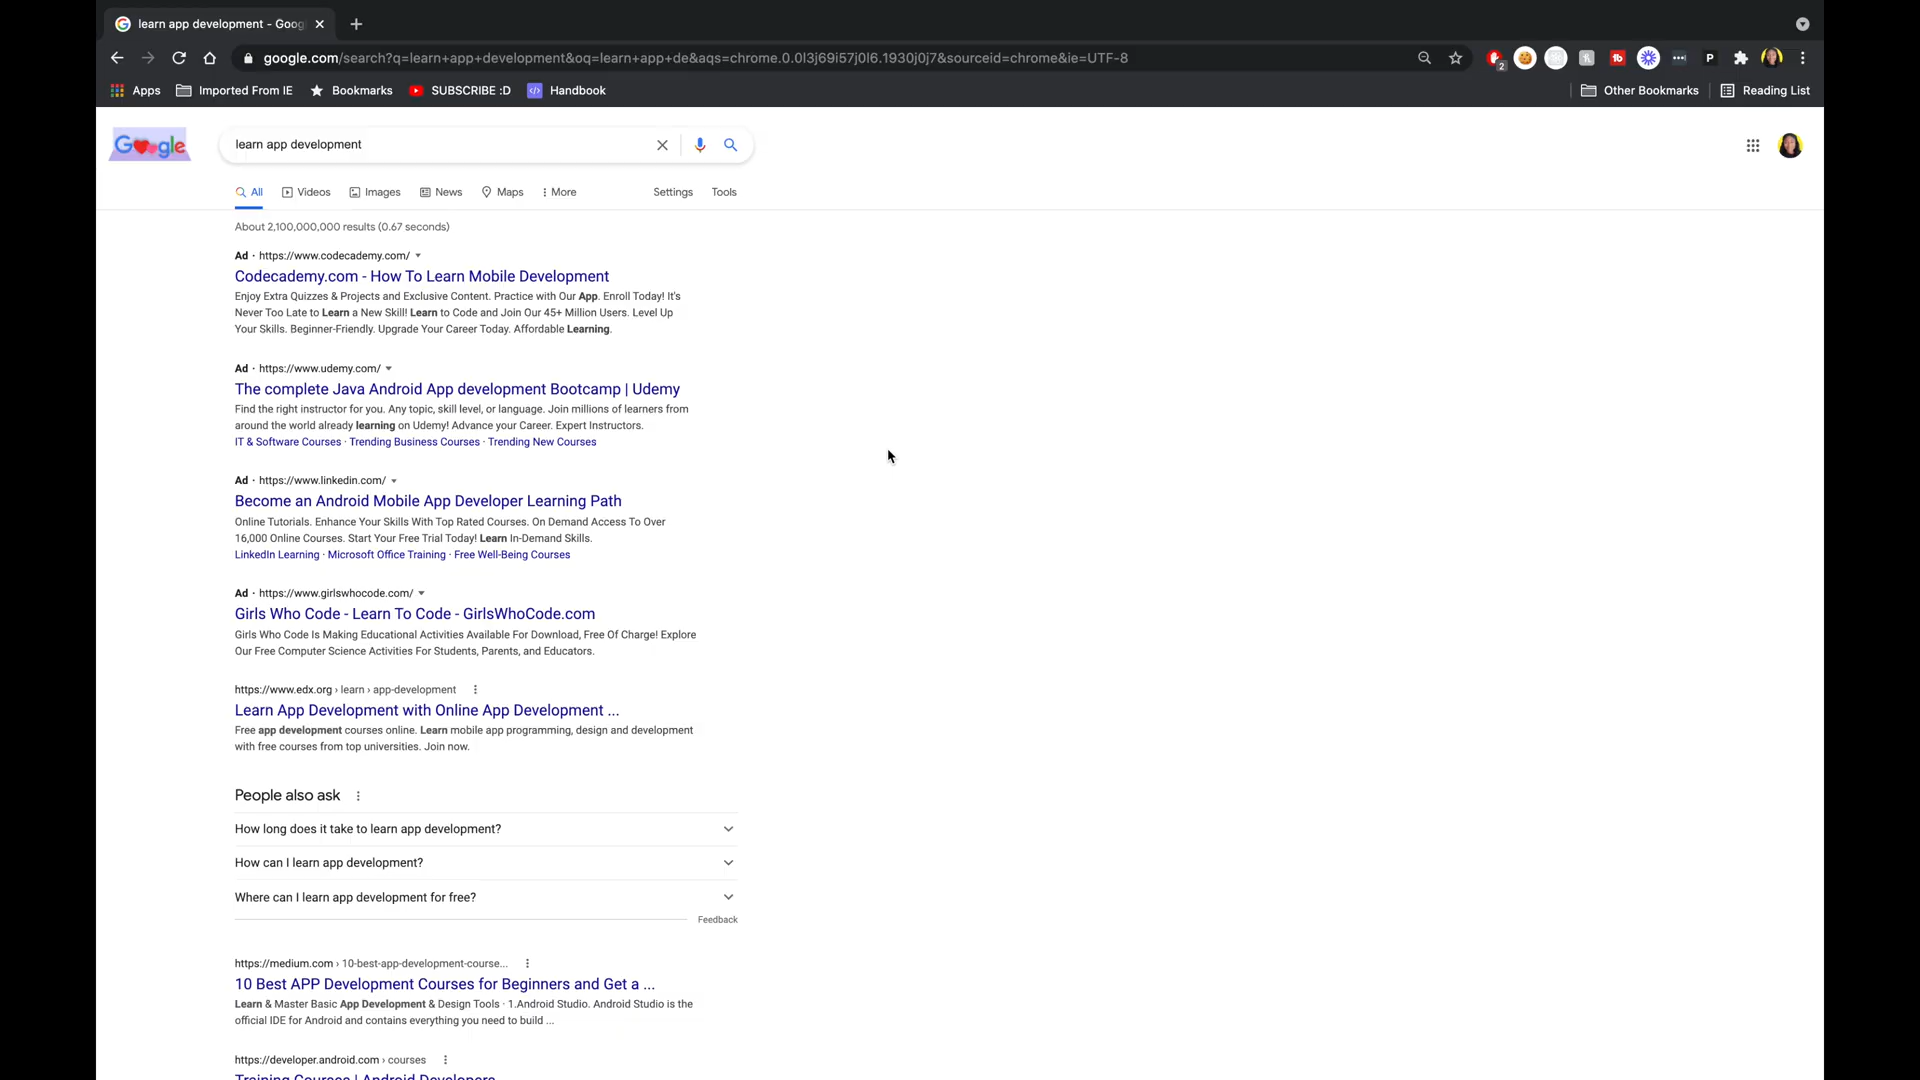 learn app development - Goog
google.com/search?q=learn+app+development&oq=learn+app+de&aqs=chrome.0.0l3j69i57j0l6.1930j0j7&sourceid=chrome&ie=UTF-8
2
P
Apps
Imported From IE
Bookmarks
SUBSCRIBE :D
Handbook
Other Bookmarks
Reading List
Google
learn app development
All
Videos
Images
News
Maps
More
Settings
Tools
About 2,100,000,000 results (0.67 seconds)
Ad · https://www.codecademy.com/
Codecademy.com - How To Learn Mobile Development
Enjoy Extra Quizzes & Projects and Exclusive Content. Practice with Our App. Enroll Today! It's
Never Too Late to Learn a New Skill! Learn to Code and Join Our 45+ Million Users. Level Up
Your Skills. Beginner-Friendly. Upgrade Your Career Today. Affordable Learning.
Ad · https://www.udemy.com/
The complete Java Android App development Bootcamp | Udemy
Find the right instructor for you. Any topic, skill level, or language. Join millions of learners from
around the world already learning on Udemy! Advance your Career. Expert Instructors.
IT & Software Courses · Trending Business Courses · Trending New Courses
Ad · https://www.linkedin.com/
Become an Android Mobile App Developer Learning Path
Online Tutorials. Enhance Your Skills With Top Rated Courses. On Demand Access To Over
16,000 Online Courses. Start Your Free Trial Today! Learn In-Demand Skills.
LinkedIn Learning · Microsoft Office Training · Free Well-Being Courses
Ad · https://www.girlswhocode.com/
Girls Who Code - Learn To Code - GirlsWhoCode.com
Girls Who Code Is Making Educational Activities Available For Download, Free Of Charge! Explore
Our Free Computer Science Activities For Students, Parents, and Educators.
https://www.edx.org › learn › app-development
Learn App Development with Online App Development ...
Free app development courses online. Learn mobile app programming, design and development
with free courses from top universities. Join now.
People also ask
How long does it take to learn app development?
How can I learn app development?
Where can I learn app development for free?
Feedback
https://medium.com › 10-best-app-development-course...
10 Best APP Development Courses for Beginners and Get a ...
Learn & Master Basic App Development & Design Tools · 1.Android Studio. Android Studio is the
official IDE for Android and contains everything you need to build ...
https://developer.android.com › courses
Training Courses | Android Developers